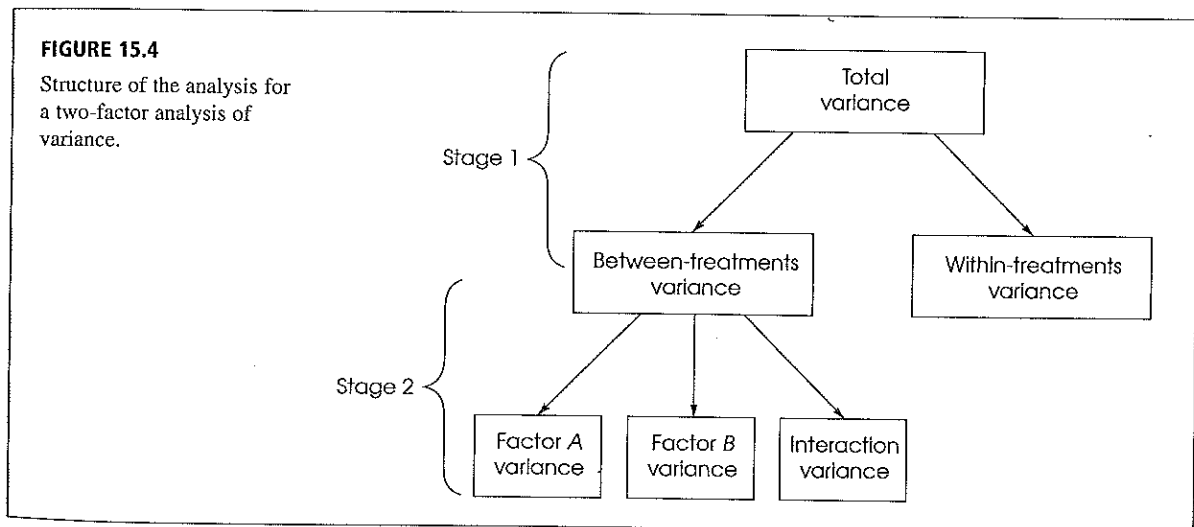 FIGURE 15.4
Structure of the analysis for
a two-factor analysis of
variance.
Total
variance
Stage 1
Between-treatments
variance
Within-treatments
variance
Stage 2
Factor A
variance
Factor B
variance
Interaction
variance